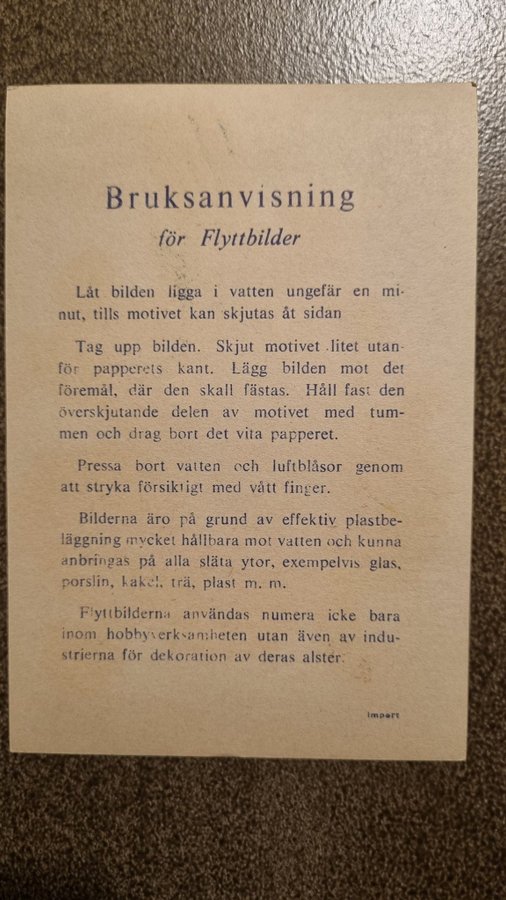 Bruksanvisning
för Flyttbilder
Låt bilden ligga i vatten ungefär en mi-
nut, tills motivet kan skjutas åt sidan
Tag upp bilden. Skjut motivet litet utan-
för papperets kant. Lägg bilden mot det
föremål, där den skall fästas. Håll fast den
överskjutande delen av motivet med tum-
men och drag bort det vita papperet.
Pressa bort vatten och luftblåsor genom
att stryka försiktigt med vått finger.
Bilderna äro på grund av effektiv plastbe-
läggning mycket hållbara mot vatten och kunna
anbringas på alla släta ytor, exempelvis glas,
porslin, kakel, trä, plast m. m.
Flyttbilderna användas numera icke bara
inom hobbyverksamheten utan även av indu-
strierna för dekoration av deras alster.
Import